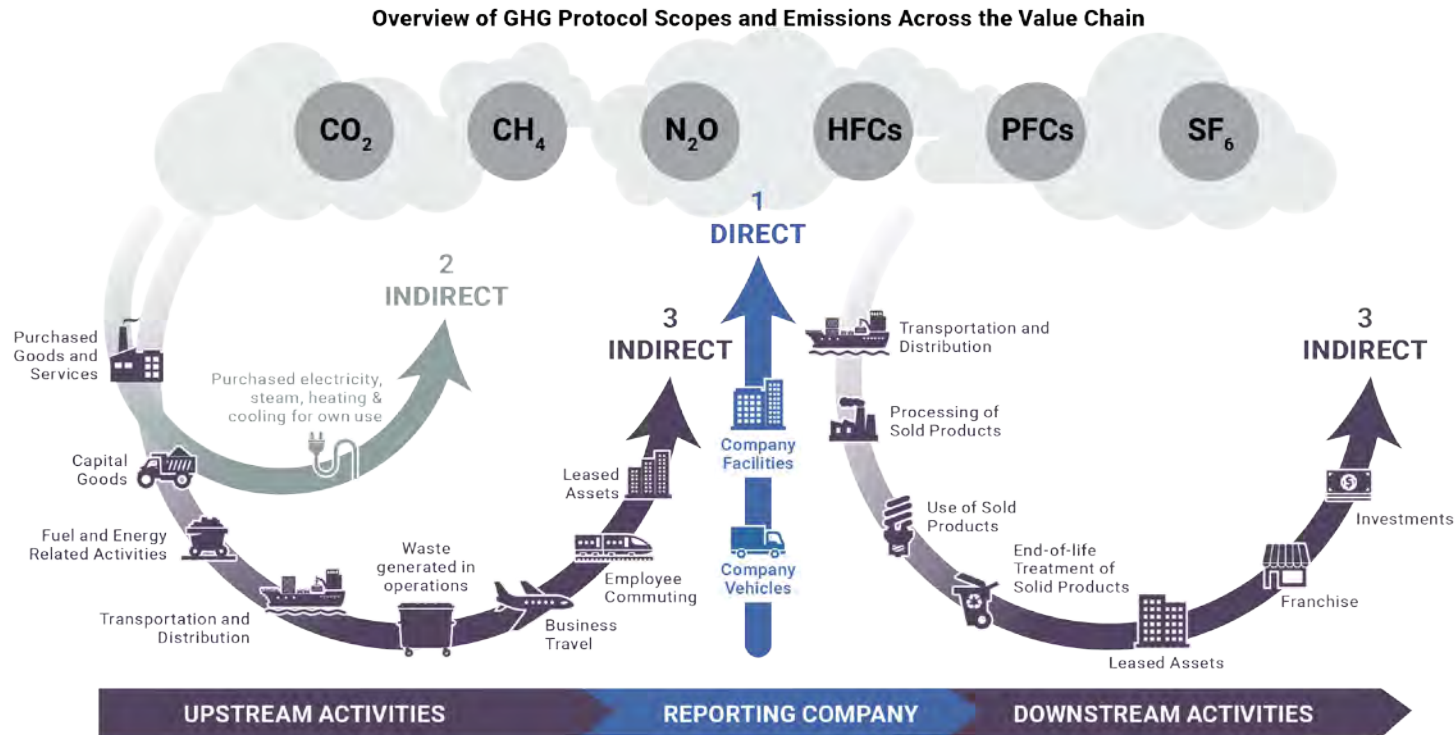 Overview of GHG Protocol Scopes and Emissions Across the Value Chain
CO₂
CH₄
N₂O
HFCs
PFCs
SF₆
2
INDIRECT
Purchased electricity,
steam, heating &
cooling for own use
Purchased
Goods and
Services
Capital
Goods
Fuel and Energy
Related Activities
Transportation and
Distribution
Waste
generated in
operations
Business
Travel
Employee
Commuting
Leased
Assets
3
INDIRECT
1
DIRECT
Company
Facilities
Company
Vehicles
Transportation and
Distribution
Processing of
Sold Products
Use of Sold
Products
End-of-life
Treatment of
Solid Products
Leased Assets
Franchise
Investments
3
INDIRECT
UPSTREAM ACTIVITIES
REPORTING COMPANY
DOWNSTREAM ACTIVITIES